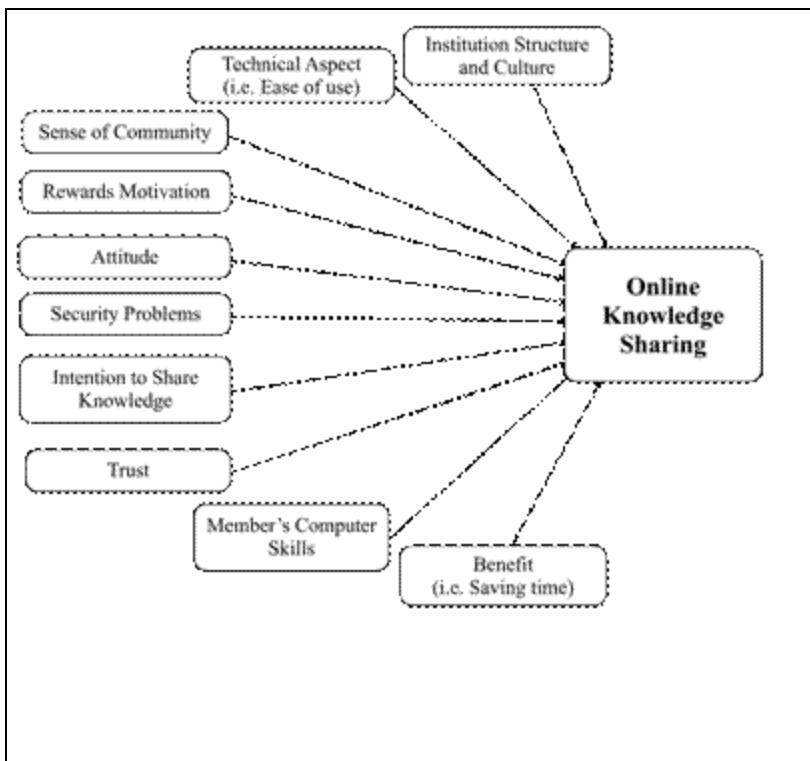 Institution Structure
and Culture
Technical Aspect
(i.e. Ease of use)
Sense of Community
Rewards Motivation
Attitude
Security Problems
Intention to Share
Knowledge
Trust
Member's Computer
Skills
Benefit
(i.e. Saving time)
Online
Knowledge
Sharing